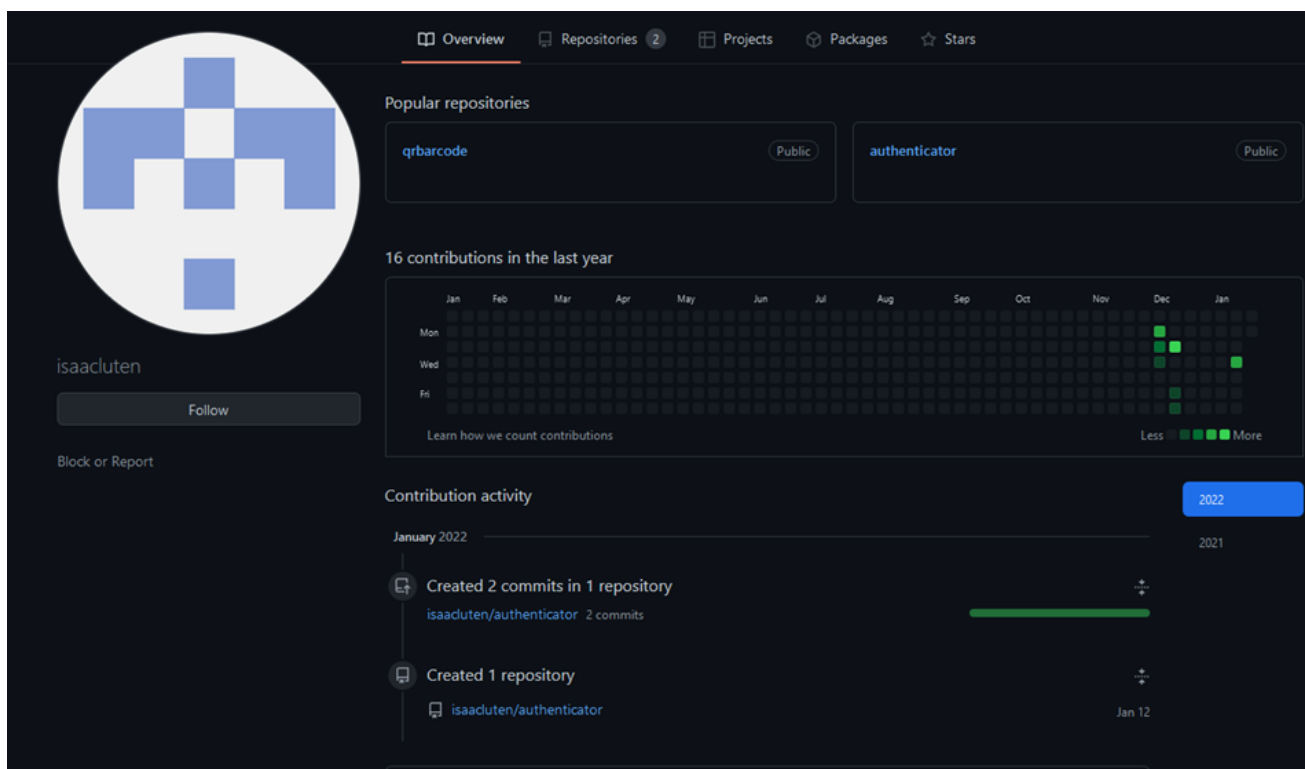 Overview Repositories 2 Projects Packages Stars
Popular repositories
qrbarcode Public authenticator Public
16 contributions in the last year
Jan Feb Mar Apr May Jun Jul Aug Sep Oct Nov Dec Jan
Mon
Wed
Fri
Learn how we count contributions Less More
isaacluten
Follow
Block or Report
Contribution activity
2022
2021
January 2022
Created 2 commits in 1 repository
isaacluten/authenticator 2 commits
Created 1 repository
isaacluten/authenticator Jan 12